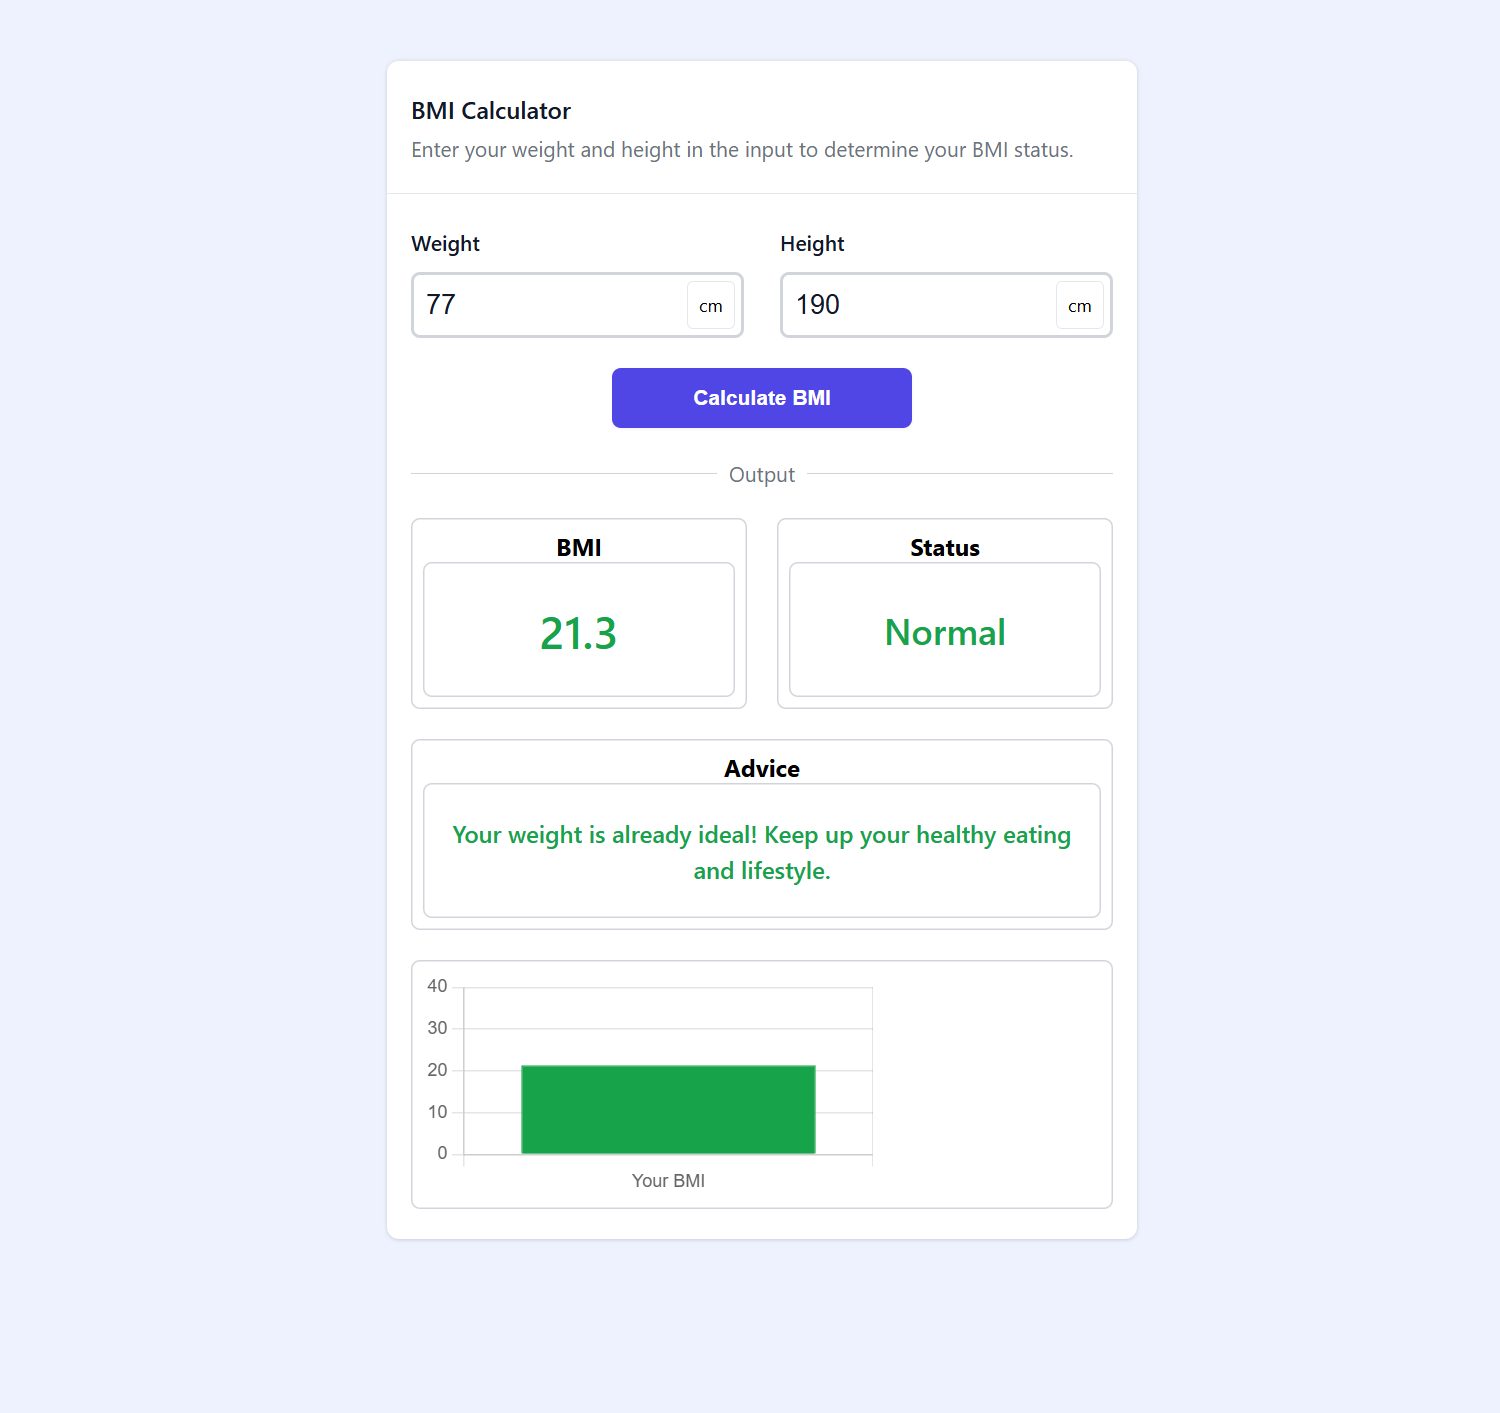 BMI Calculator
Enter your weight and height in the input to determine your BMI status.
Weight
Height
77
cm
190
cm
Calculate BMI
Output
BMI
Status
21.3
Normal
Advice
Your weight is already ideal! Keep up your healthy eating
and lifestyle.
40
30
20
10
0
Your BMI